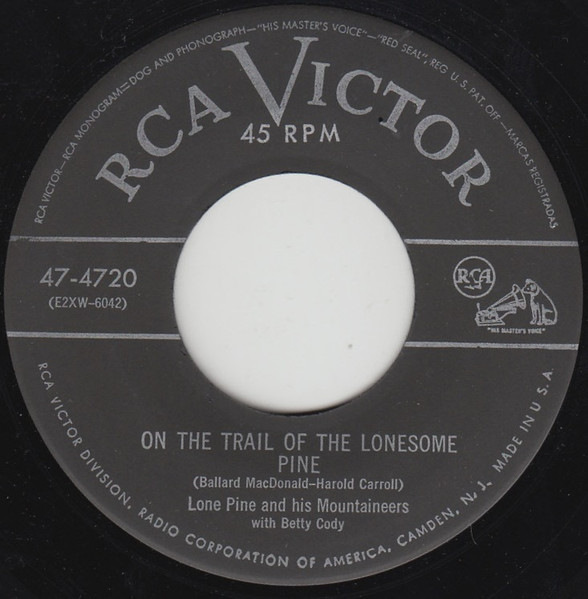 RCA VICTOR—RCA MONOGRAM—DOG AND PHONOGRAPH—"HIS MASTER'S VOICE"—"RED SEAL", REG U.S. PAT. OFF.—MARCAS REGISTRADAS
RCA VICTOR
45 RPM
47-4720
(E2XW-6042)
RCA
"HIS MASTER'S VOICE"
ON THE TRAIL OF THE LONESOME
PINE
(Ballard MacDonald-Harold Carroll)
Lone Pine and his Mountaineers
with Betty Cody
RCA VICTOR DIVISION, RADIO CORPORATION OF AMERICA, CAMDEN, N. J. MADE IN U.S.A.